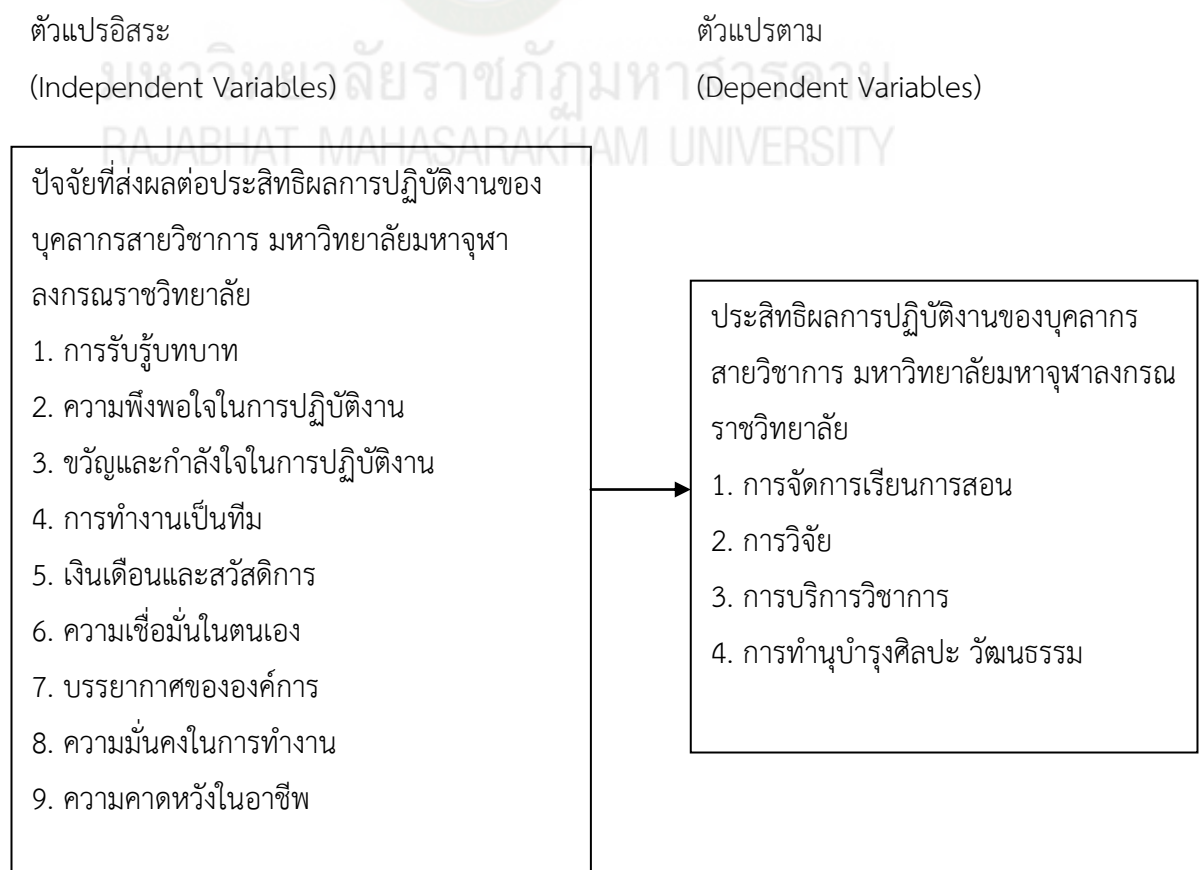 ตัวแปรอิสระ
(Independent Variables)
ตัวแปรตาม
(Dependent Variables)
มหาวิทยาลัยราชภัฏมหาสารคาม
RAJABHAT MAHASARAKHAM UNIVERSITY
ปัจจัยที่ส่งผลต่อประสิทธิผลการปฏิบัติงานของ
บุคลากรสายวิชาการ มหาวิทยาลัยมหาจุฬา
ลงกรณราชวิทยาลัย
1. การรับรู้บทบาท
2. ความพึงพอใจในการปฏิบัติงาน
3. ขวัญและกำลังใจในการปฏิบัติงาน
4. การทำงานเป็นทีม
5. เงินเดือนและสวัสดิการ
6. ความเชื่อมั่นในตนเอง
7. บรรยากาศขององค์การ
8. ความมั่นคงในการทำงาน
9. ความคาดหวังในอาชีพ
ประสิทธิผลการปฏิบัติงานของบุคลากร
สายวิชาการ มหาวิทยาลัยมหาจุฬาลงกรณ
ราชวิทยาลัย
1. การจัดการเรียนการสอน
2. การวิจัย
3. การบริการวิชาการ
4. การทำนุบำรุงศิลปะ วัฒนธรรม